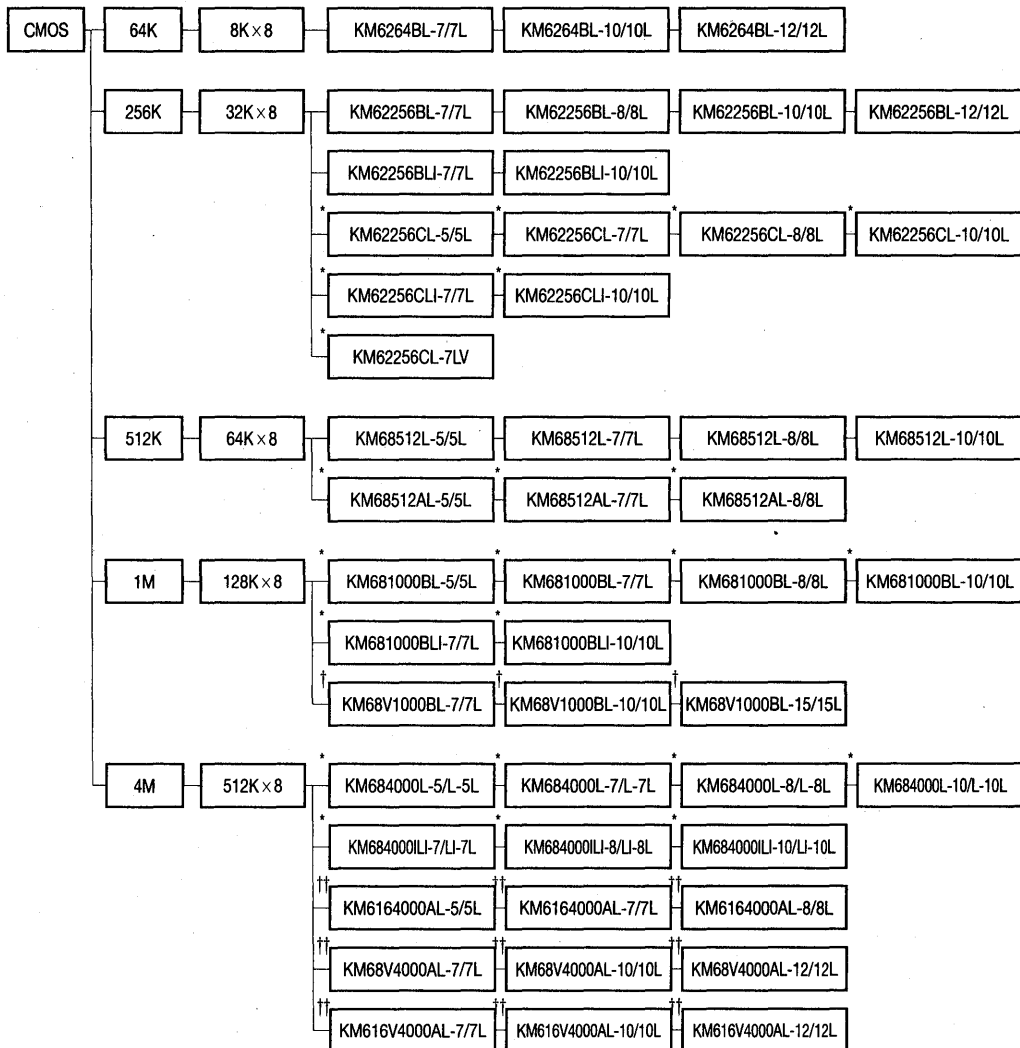 CMOS 64K 8K×8 KM6264BL-7/7L KM6264BL-10/10L KM6264BL-12/12L
256K 32K×8 KM62256BL-7/7L KM62256BL-8/8L KM62256BL-10/10L KM62256BL-12/12L
KM62256BLI-7/7L KM62256BLI-10/10L
* KM62256CL-5/5L * KM62256CL-7/7L * KM62256CL-8/8L * KM62256CL-10/10L
* KM62256CLI-7/7L * KM62256CLI-10/10L
* KM62256CL-7LV
512K 64K×8 KM68512L-5/5L KM68512L-7/7L KM68512L-8/8L KM68512L-10/10L
* KM68512AL-5/5L * KM68512AL-7/7L * KM68512AL-8/8L
1M 128K×8 * KM681000BL-5/5L * KM681000BL-7/7L * KM681000BL-8/8L * KM681000BL-10/10L
* KM681000BLI-7/7L * KM681000BLI-10/10L
† KM68V1000BL-7/7L † KM68V1000BL-10/10L † KM68V1000BL-15/15L
4M 512K×8 * KM684000L-5/L-5L * KM684000L-7/L-7L * KM684000L-8/L-8L * KM684000L-10/L-10L
* KM684000ILI-7/LI-7L * KM684000ILI-8/LI-8L * KM684000ILI-10/LI-10L
†† KM6164000AL-5/5L †† KM6164000AL-7/7L †† KM6164000AL-8/8L
†† KM68V4000AL-7/7L †† KM68V4000AL-10/10L †† KM68V4000AL-12/12L
†† KM616V4000AL-7/7L †† KM616V4000AL-10/10L †† KM616V4000AL-12/12L